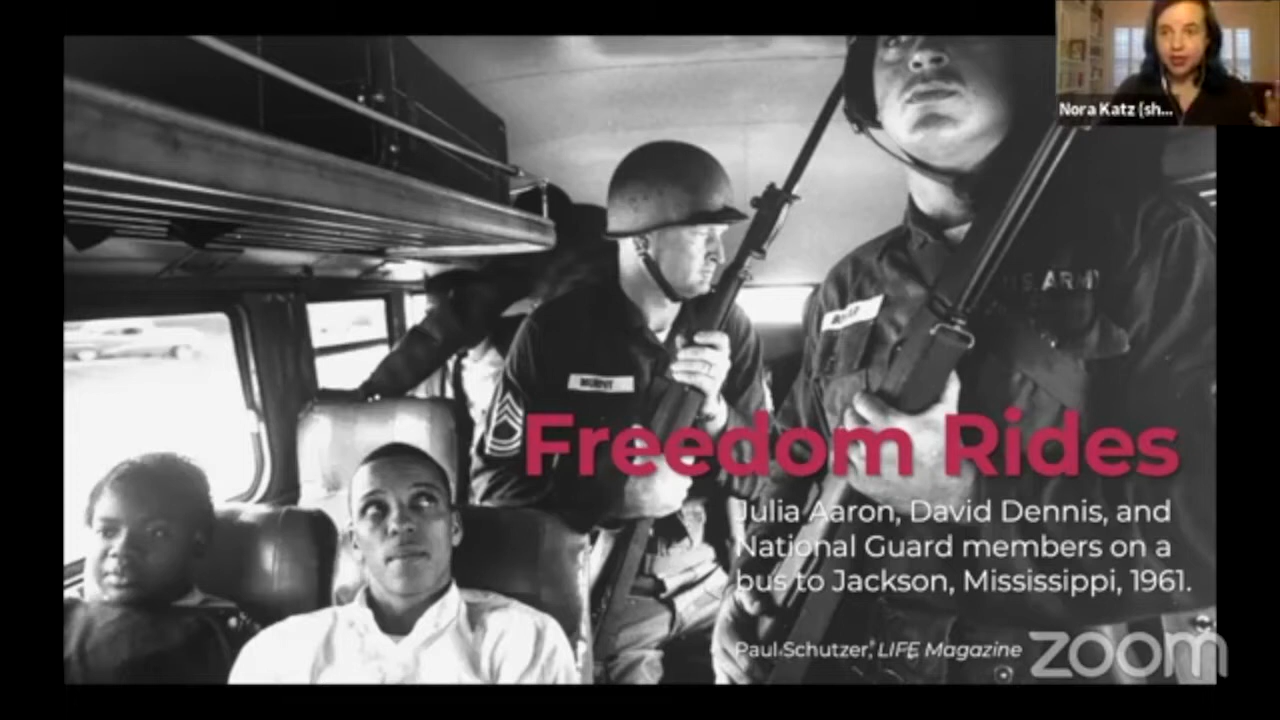 Nora Katz (sh...
U.S. ARMY
Freedom Rides
Julia Aaron, David Dennis, and
National Guard members on a
bus to Jackson, Mississippi, 1961.
Paul Schutzer, LIFE Magazine
zoom